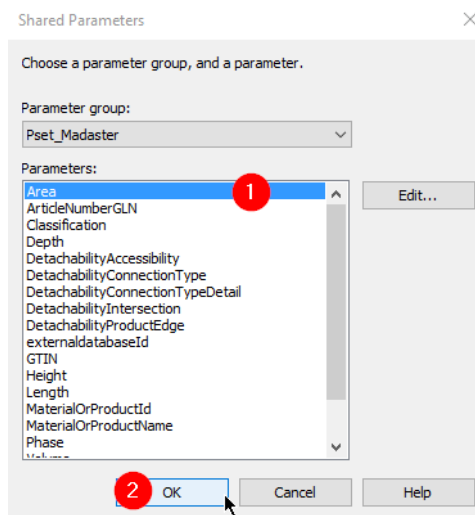 Shared Parameters
Choose a parameter group, and a parameter.
Parameter group:
Pset_Madaster
Parameters:
Area
1
Edit...
ArticleNumberGLN
Classification
Depth
DetachabilityAccessibility
DetachabilityConnectionType
DetachabilityConnectionTypeDetail
DetachabilityIntersection
DetachabilityProductEdge
externaldatabaseId
GTIN
Height
Length
MaterialOrProductId
MaterialOrProductName
Phase
2
OK
Cancel
Help